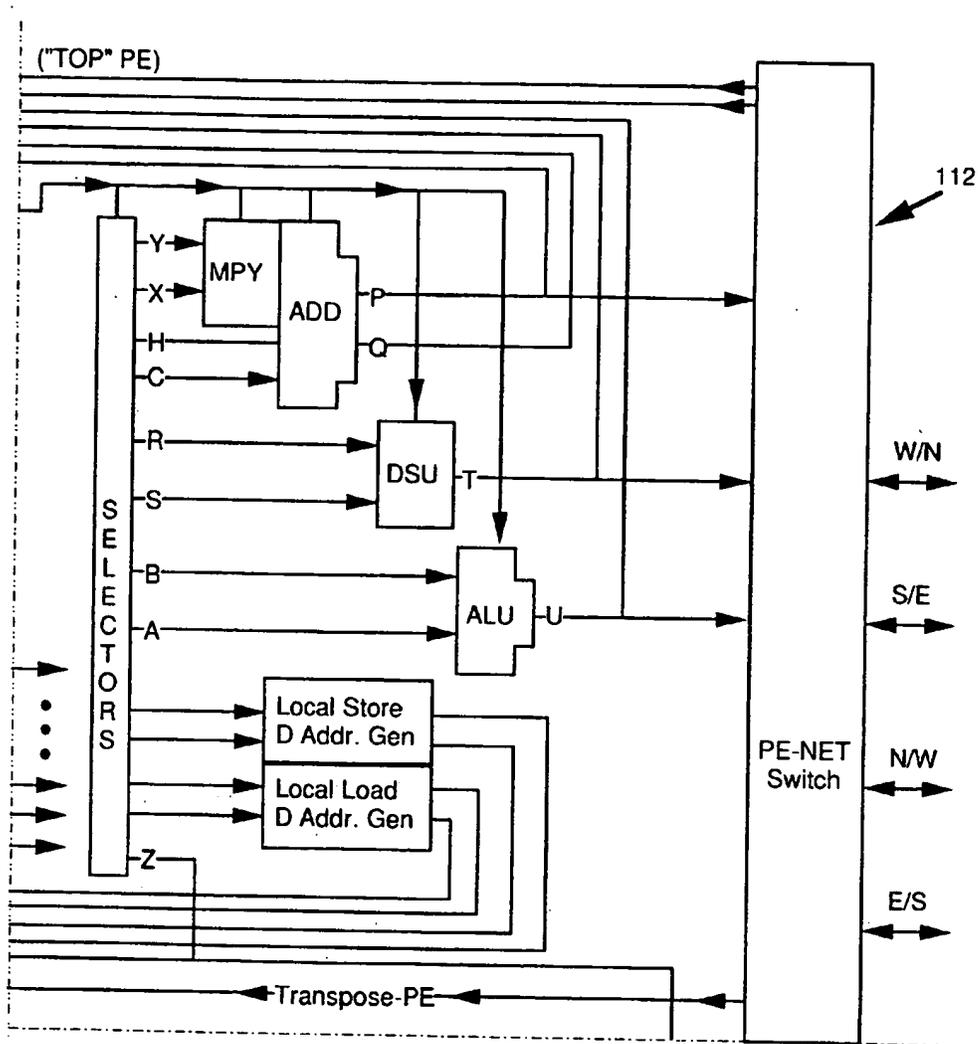 ("TOP" PE)
112
Y
MPY
X
ADD
P
H
Q
C
R
W/N
DSU
T
S
SELECTORS
B
S/E
ALU
U
A
Local Store
D Addr. Gen
PE-NET
Switch
N/W
Local Load
D Addr. Gen
Z
E/S
Transpose-PE